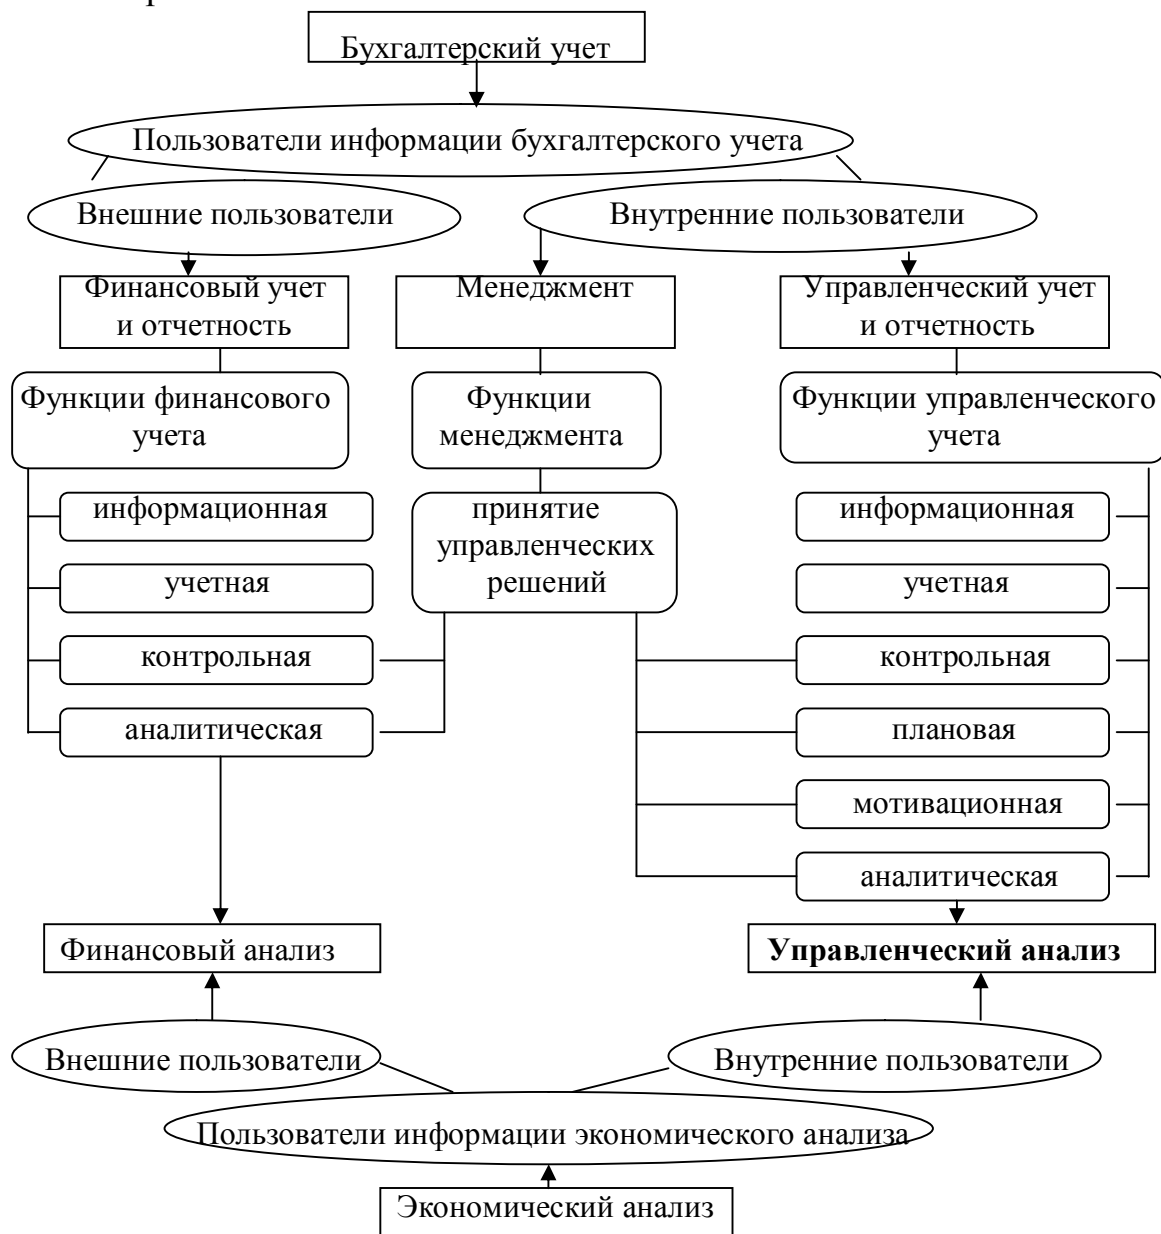 Бухгалтерский учет
Пользователи информации бухгалтерского учета
Внешние пользователи
Внутренние пользователи
Финансовый учет
и отчетность
Менеджмент
Управленческий учет
и отчетность
Функции финансового
учета
Функции
менеджмента
Функции управленческого
учета
информационная
учетная
контрольная
аналитическая
принятие
управленческих
решений
информационная
учетная
контрольная
плановая
мотивационная
аналитическая
Финансовый анализ
Управленческий анализ
Внешние пользователи
Внутренние пользователи
Пользователи информации экономического анализа
Экономический анализ